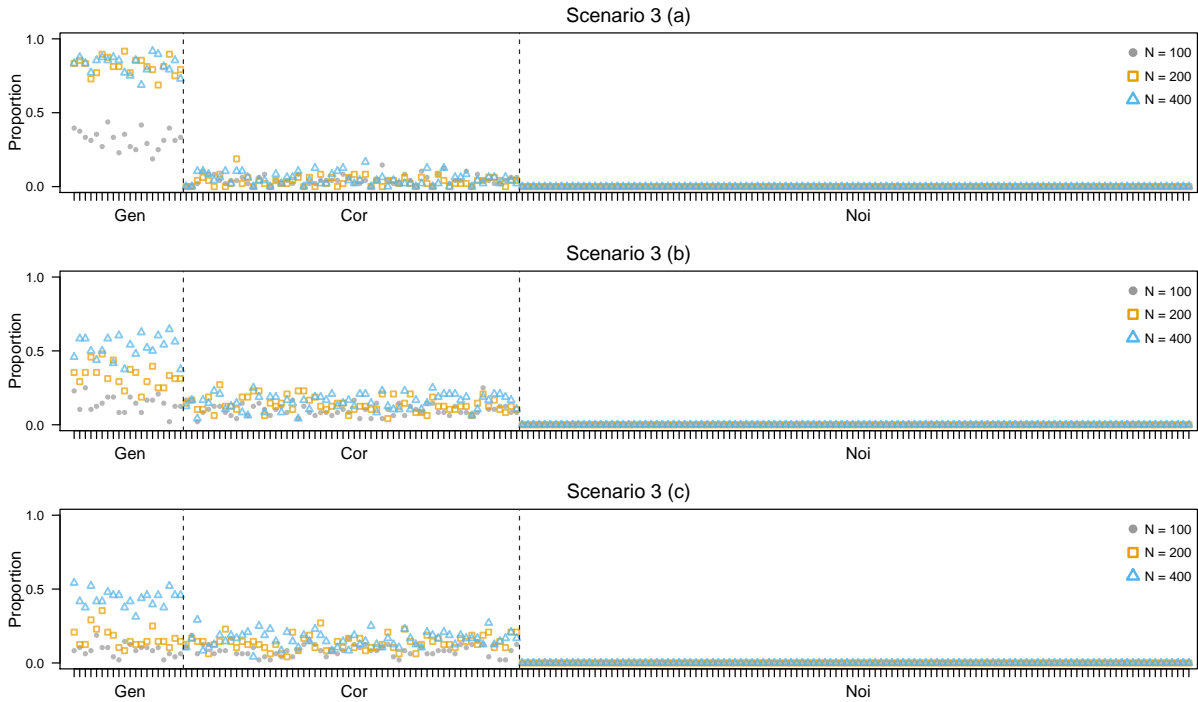 Scenario 3 (a)
1.0
N = 100
N = 200
N = 400
Proportion
0.5
0.0
Gen
Cor
Noi
Scenario 3 (b)
1.0
N = 100
N = 200
N = 400
Proportion
0.5
0.0
Gen
Cor
Noi
Scenario 3 (c)
1.0
N = 100
N = 200
N = 400
Proportion
0.5
0.0
Gen
Cor
Noi